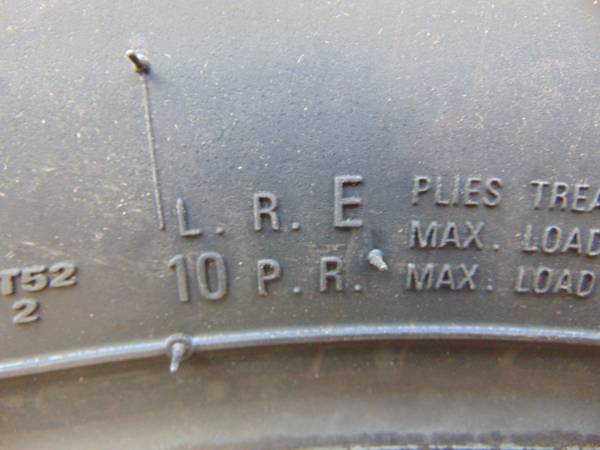 L.R.E
10 P.R.
T52
2
PLIES TREA
MAX. LOAD
MAX. LOAD